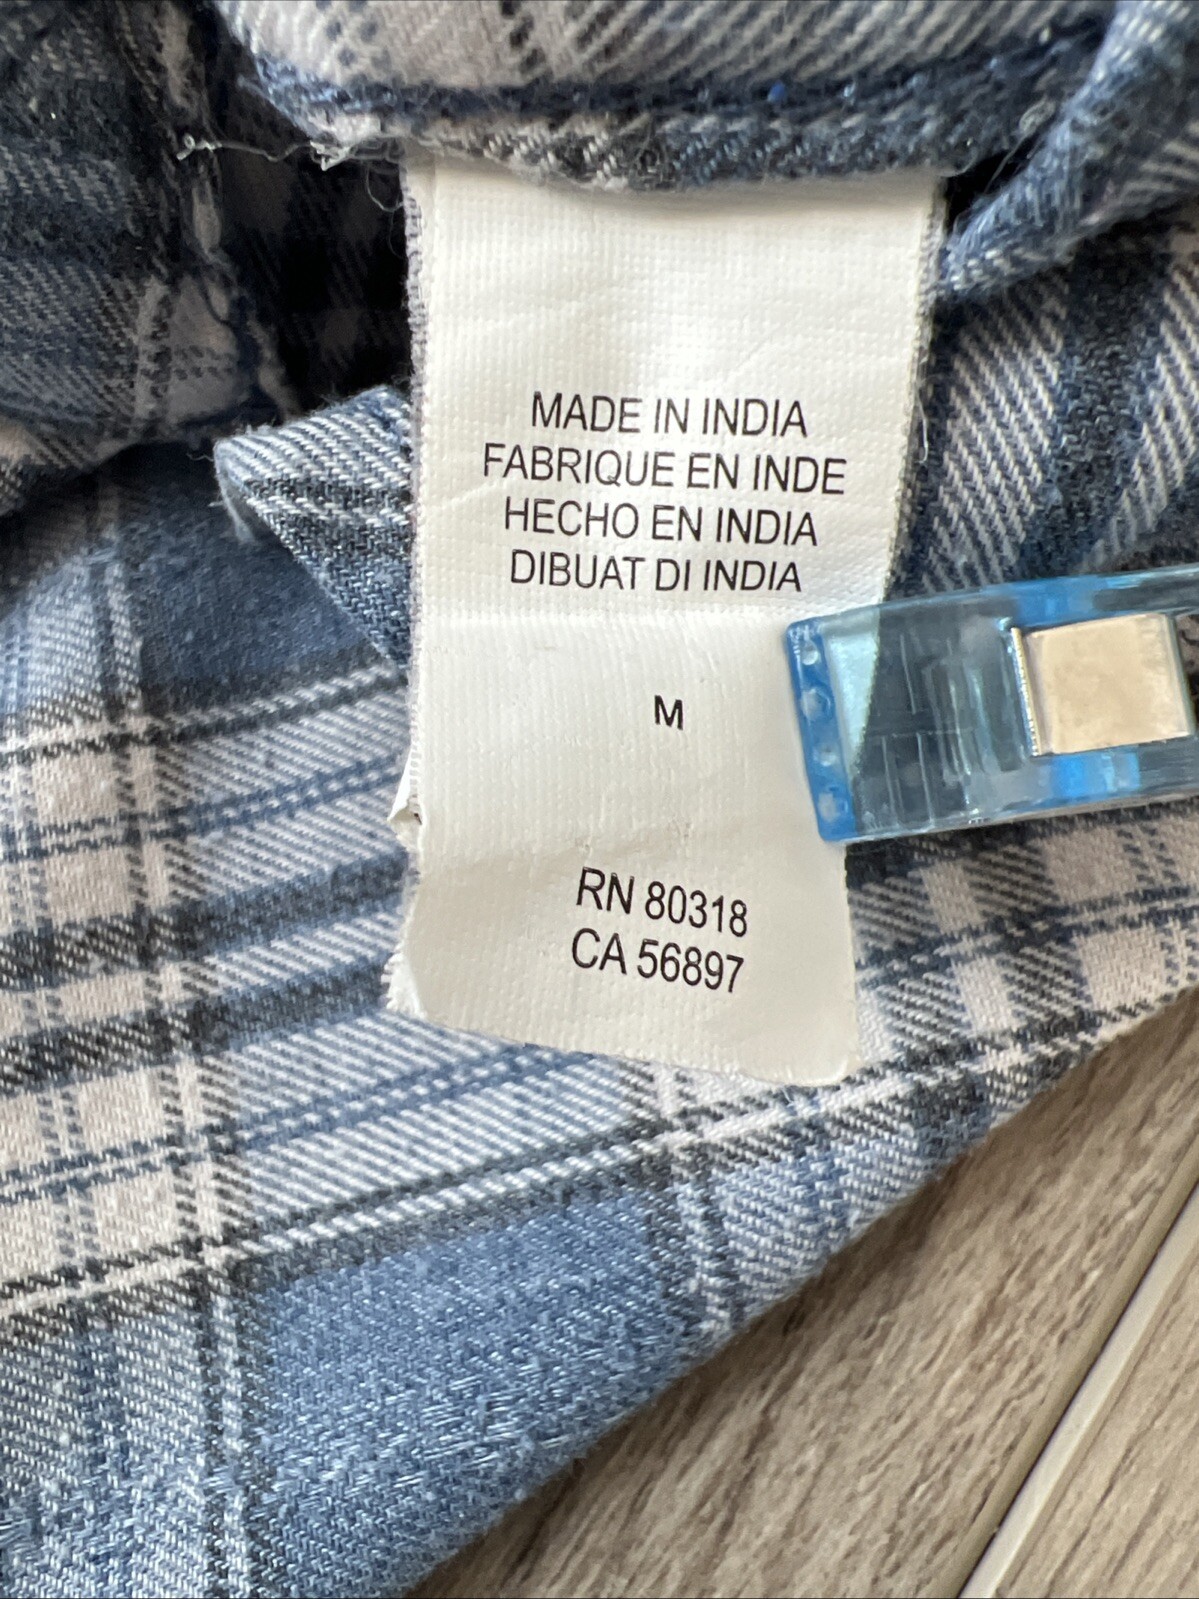 MADE IN INDIA
FABRIQUE EN INDE
HECHO EN INDIA
DIBUAT DI INDIA
M
RN 80318
CA 56897